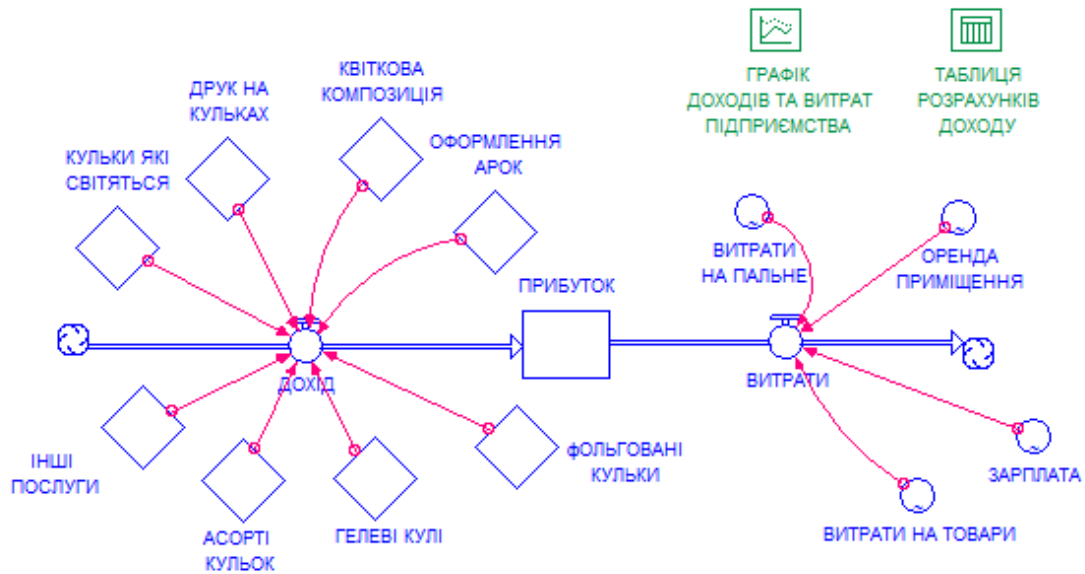 ГРАФІК
ДОХОДІВ ТА ВИТРАТ
ПІДПРИЄМСТВА
ТАБЛИЦЯ
РОЗРАХУНКІВ
ДОХОДУ
КВІТКОВА
КОМПОЗИЦІЯ
ДРУК НА
КУЛЬКАХ
ОФОРМЛЕННЯ
АРОК
КУЛЬКИ ЯКІ
СВІТЯТЬСЯ
ВИТРАТИ
НА ПАЛЬНЕ
ОРЕНДА
ПРИМІЩЕННЯ
ПРИБУТОК
ДОХІД
ВИТРАТИ
ІНШІ
ПОСЛУГИ
АСОРТІ
КУЛЬОК
ГЕЛЕВІ КУЛІ
фОЛЬГОВАНІ
КУЛЬКИ
ЗАРПЛАТА
ВИТРАТИ НА ТОВАРИ